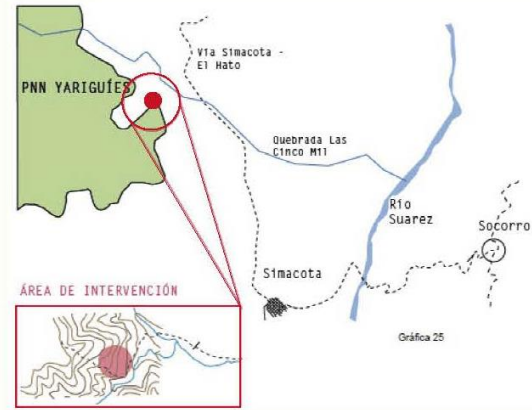 Vía Simacota -
El Hato
PNN YARIGUÍES
Quebrada Las
Cinco Mil
Río
Suarez
Socorro
Simacota
ÁREA DE INTERVENCIÓN
Gráfica 25